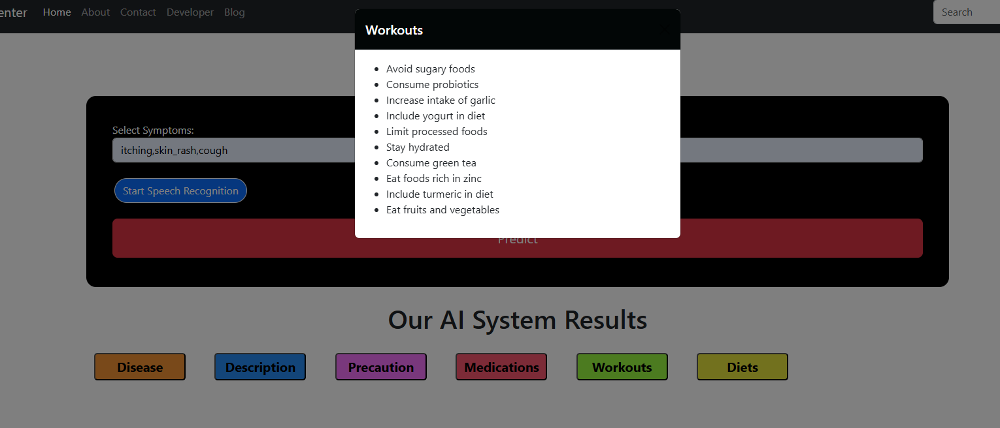 enter Home About Contact Developer Blog Search
Workouts
Avoid sugary foods
Consume probiotics
Increase intake of garlic
Include yogurt in diet
Limit processed foods
Stay hydrated
Consume green tea
Eat foods rich in zinc
Include turmeric in diet
Eat fruits and vegetables
Select Symptoms:
itching,skin_rash,cough
Start Speech Recognition
Predict
Our AI System Results
Disease Description Precaution Medications Workouts Diets